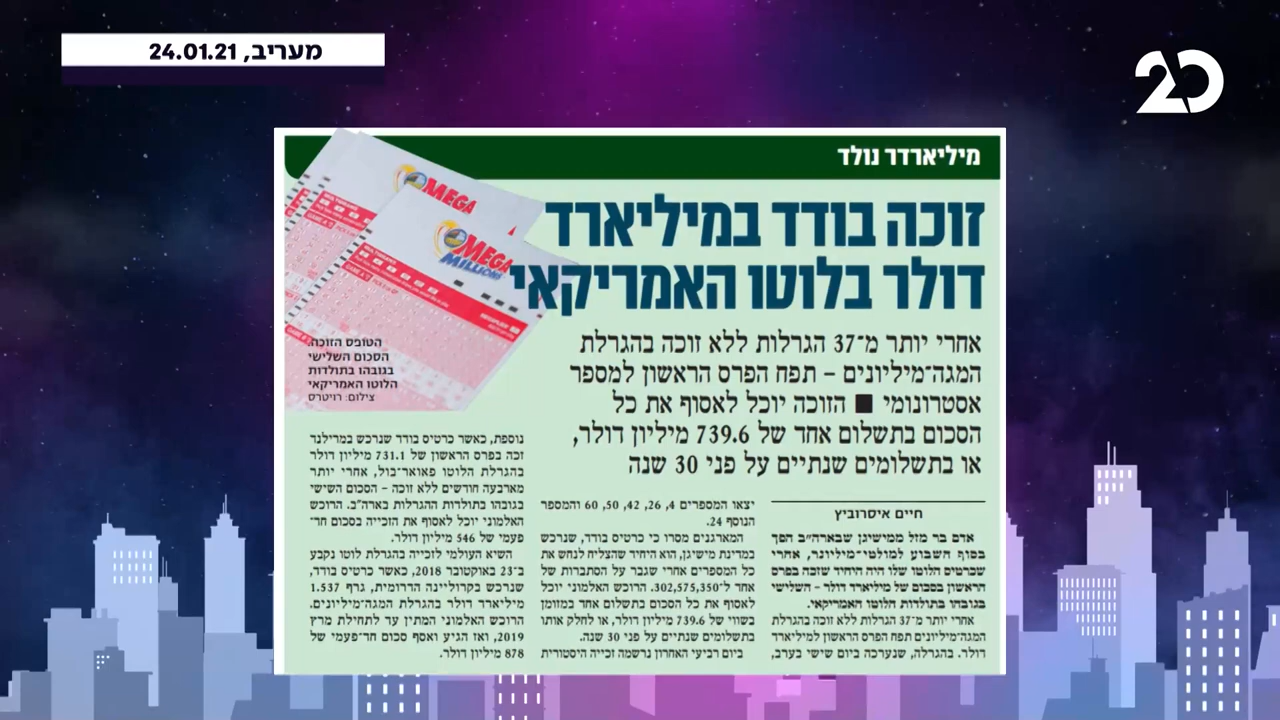 מעריב, 24.01.21
20
מיליארדר נולד
זוכה בודד במיליארד
דולר בלוטו האמריקאי
אחרי יותר מ־37 הגרלות ללא זוכה בהגרלת
המגה־מיליונים – תפח הפרס הראשון למספר
אסטרונומי ■ הזוכה יוכל לאסוף את כל
הסכום בתשלום אחד של 739.6 מיליון דולר,
או בתשלומים שנתיים על פני 30 שנה
MEGA
MEGA
MILLIONS
הטופס הזוכה.
הסכום השלישי
בגובהו בתולדות
הלוטו האמריקאי
צילום: רויטרס
חיים איסרוביץ
אדם בר מזל ממישיגן שבארה"ב הפך
בסוף השבוע למולטי־מיליונר, אחרי
שכרטיס הלוטו שלו היה היחיד שזכה בפרס
הראשון בסכום של מיליארד דולר – השלישי
בגובהו בתולדות הלוטו האמריקאי.
אחרי יותר מ־37 הגרלות ללא זוכה בהגרלת
המגה־מיליונים תפח הפרס הראשון למיליארד
דולר. בהגרלה, שנערכה ביום שישי בערב,
יצאו המספרים 4, 26, 42, 50, 60 והמספר
הנוסף 24.
המארגנים מסרו כי כרטיס בודד, שנרכש
במדינת מישיגן, הוא היחיד שהצליח לנחש את
כל המספרים אחרי שגבר על הסתברות של
אחד ל־302,575,350. הרוכש האלמוני יוכל
לאסוף את כל הסכום בתשלום אחד במזומן
בשווי של 739.6 מיליון דולר, או לחלק אותו
בתשלומים שנתיים על פני 30 שנה.
ביום רביעי האחרון נרשמה זכייה היסטורית
נוספת, כאשר כרטיס בודד שנרכש במרילנד
זכה בפרס הראשון של 731.1 מיליון דולר
בהגרלת הלוטו פאואר־בול, אחרי יותר
מארבעה חודשים ללא זוכה – הסכום השישי
בגובהו בתולדות ההגרלות בארה"ב. הרוכש
האלמוני יוכל לאסוף את הזכייה בסכום חד־
פעמי של 546 מיליון דולר.
השיא העולמי לזכייה בהגרלת לוטו נקבע
ב־23 באוקטובר 2018, כאשר כרטיס בודד,
שנרכש בקרוליינה הדרומית, גרף 1.537
מיליארד דולר בהגרלת המגה־מיליונים.
הרוכש האלמוני המתין עד לתחילת מרץ
2019, ואז הגיע ואסף סכום חד־פעמי של
878 מיליון דולר.